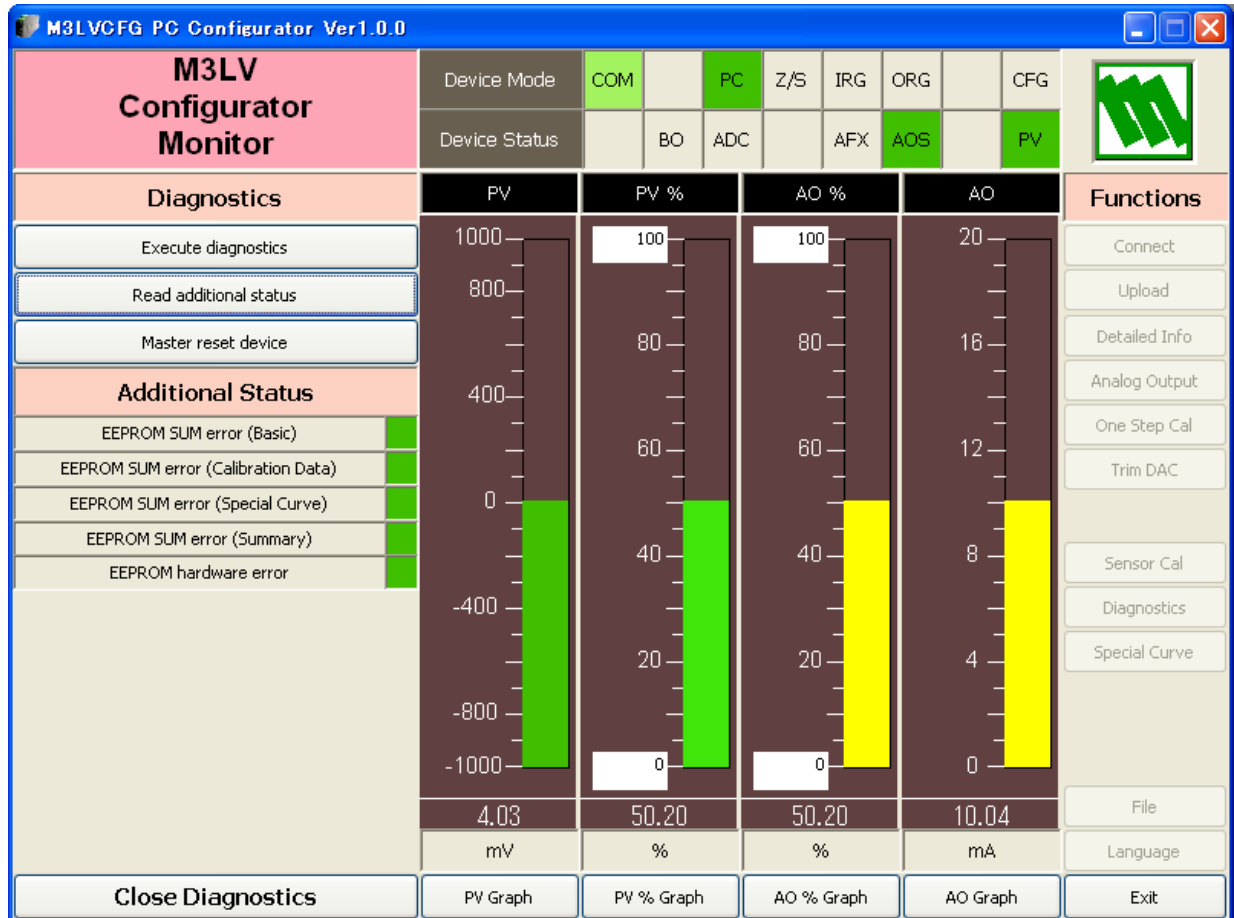 M3LVCFG PC Configurator Ver1.0.0
M3LV
Configurator
Monitor
Device Mode
COM
PC
Z/S
IRG
ORG
CFG
Device Status
BO
ADC
AFX
AOS
PV
Diagnostics
Execute diagnostics
Read additional status
Master reset device
Additional Status
EEPROM SUM error (Basic)
EEPROM SUM error (Calibration Data)
EEPROM SUM error (Special Curve)
EEPROM SUM error (Summary)
EEPROM hardware error
Close Diagnostics
PV
1000
800
400
0
-400
-800
-1000
4.03
mV
PV Graph
PV %
100
80
60
40
20
0
50.20
%
PV % Graph
AO %
100
80
60
40
20
0
50.20
%
AO % Graph
AO
20
16
12
8
4
0
10.04
mA
AO Graph
Functions
Connect
Upload
Detailed Info
Analog Output
One Step Cal
Trim DAC
Sensor Cal
Diagnostics
Special Curve
File
Language
Exit